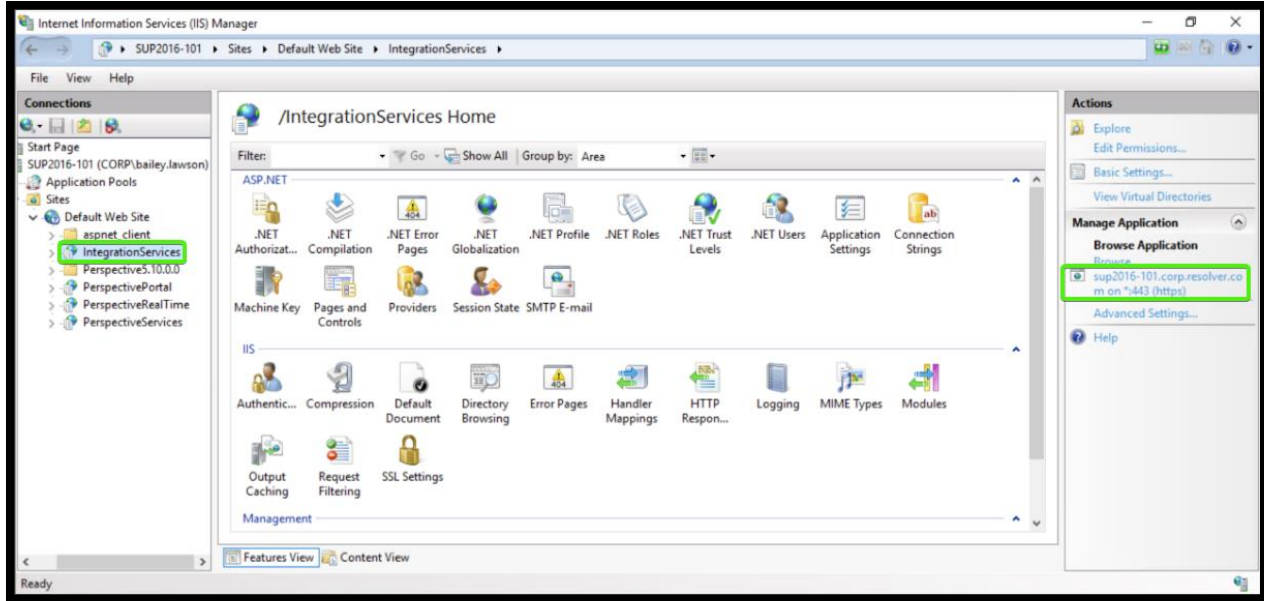 Internet Information Services (IIS) Manager
SUP2016-101 Sites Default Web Site IntegrationServices
File View Help
Connections
Start Page
SUP2016-101 (CORP\bailey.lawson)
Application Pools
Sites
Default Web Site
aspnet_client
IntegrationServices
Perspective5.10.0.0
PerspectivePortal
PerspectiveRealTime
PerspectiveServices
/IntegrationServices Home
Filter: Go Show All Group by: Area
ASP.NET
.NET Authorizat...
.NET Compilation
.NET Error Pages
.NET Globalization
.NET Profile
.NET Roles
.NET Trust Levels
.NET Users
Application Settings
Connection Strings
Machine Key
Pages and Controls
Providers
Session State
SMTP E-mail
IIS
Authentic...
Compression
Default Document
Directory Browsing
Error Pages
Handler Mappings
HTTP Respon...
Logging
MIME Types
Modules
Output Caching
Request Filtering
SSL Settings
Management
Features View Content View
Actions
Explore
Edit Permissions...
Basic Settings...
View Virtual Directories
Manage Application
Browse Application
Browse
sup2016-101.corp.resolver.co
m on *:443 (https)
Advanced Settings...
Help
Ready